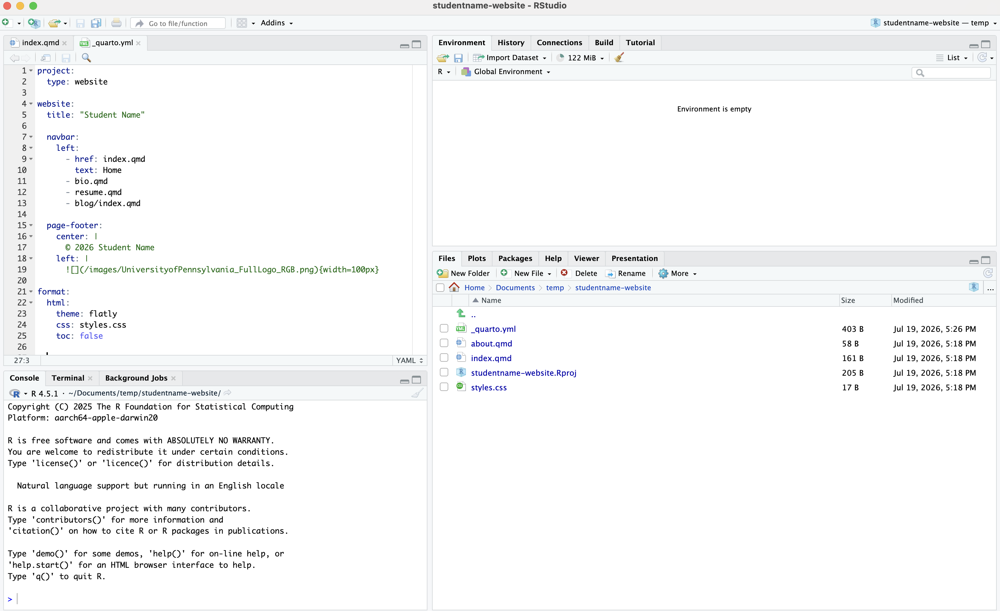 studentname-website - RStudio
Go to file/function
Addins
studentname-website — temp
index.qmd
_quarto.yml
1 project:
2   type: website
3
4 website:
5   title: "Student Name"
6
7   navbar:
8     left:
9       - href: index.qmd
10         text: Home
11       - bio.qmd
12       - resume.qmd
13       - blog/index.qmd
14
15   page-footer:
16     center: |
17       © 2026 Student Name
18     left: |
19       ![](/images/UniversityofPennsylvania_FullLogo_RGB.png){width=100px}
20
21 format:
22   html:
23     theme: flatly
24     css: styles.css
25     toc: false
26
27:3
YAML
Console Terminal Background Jobs
R 4.5.1 · ~/Documents/temp/studentname-website/
Copyright (C) 2025 The R Foundation for Statistical Computing
Platform: aarch64-apple-darwin20
R is free software and comes with ABSOLUTELY NO WARRANTY.
You are welcome to redistribute it under certain conditions.
Type 'license()' or 'licence()' for distribution details.
  Natural language support but running in an English locale
R is a collaborative project with many contributors.
Type 'contributors()' for more information and
'citation()' on how to cite R or R packages in publications.
Type 'demo()' for some demos, 'help()' for on-line help, or
'help.start()' for an HTML browser interface to help.
Type 'q()' to quit R.
>
Environment History Connections Build Tutorial
Import Dataset 122 MiB List
R Global Environment
Environment is empty
Files Plots Packages Help Viewer Presentation
New Folder New File Delete Rename More
Home > Documents > temp > studentname-website ...
Name Size Modified
..
YML _quarto.yml 403 B Jul 19, 2026, 5:26 PM
about.qmd 58 B Jul 19, 2026, 5:18 PM
index.qmd 161 B Jul 19, 2026, 5:18 PM
studentname-website.Rproj 205 B Jul 19, 2026, 5:18 PM
CSS styles.css 17 B Jul 19, 2026, 5:18 PM